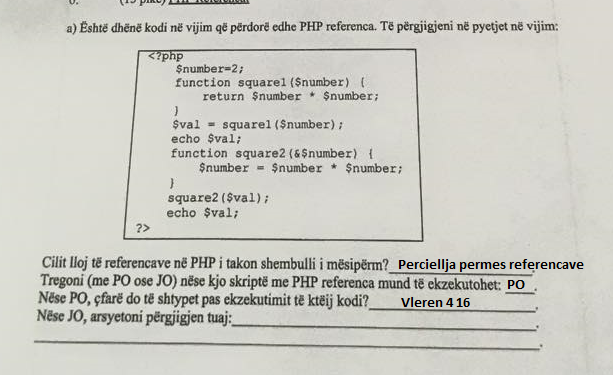 a) Është dhënë kodi në vijim që përdorë edhe PHP referenca. Të përgjigjeni në pyetjet në vijim:
<?php
$number=2;
function square1($number) {
return $number * $number;
}
$val = square1($number);
echo $val;
function square2(&$number) {
$number = $number * $number;
}
square2($val);
echo $val;
?>
Cilit lloj të referencave në PHP i takon shembulli i mësipërm? Perciellja permes referencave
Tregoni (me PO ose JO) nëse kjo skriptë me PHP referenca mund të ekzekutohet: PO.
Nëse PO, çfarë do të shtypet pas ekzekutimit të ktëij kodi? Vleren 4 16.
Nëse JO, arsyetoni përgjigjen tuaj: